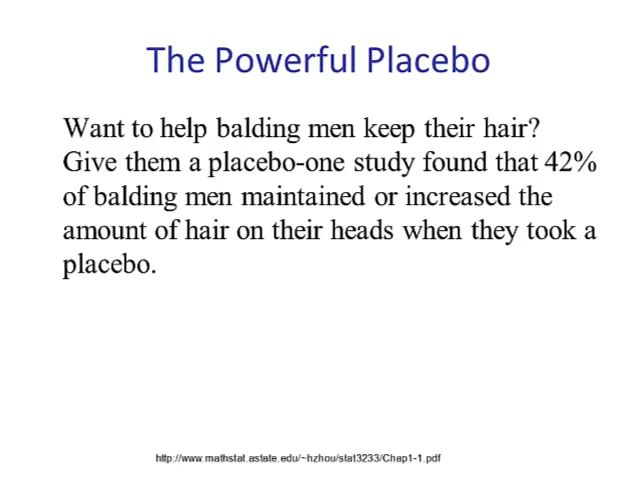 The Powerful Placebo
Want to help balding men keep their hair?
Give them a placebo-one study found that 42%
of balding men maintained or increased the
amount of hair on their heads when they took a
placebo.
http://www.mathstat.astate.edu/~hzhou/stat3233/Chap1-1.pdf